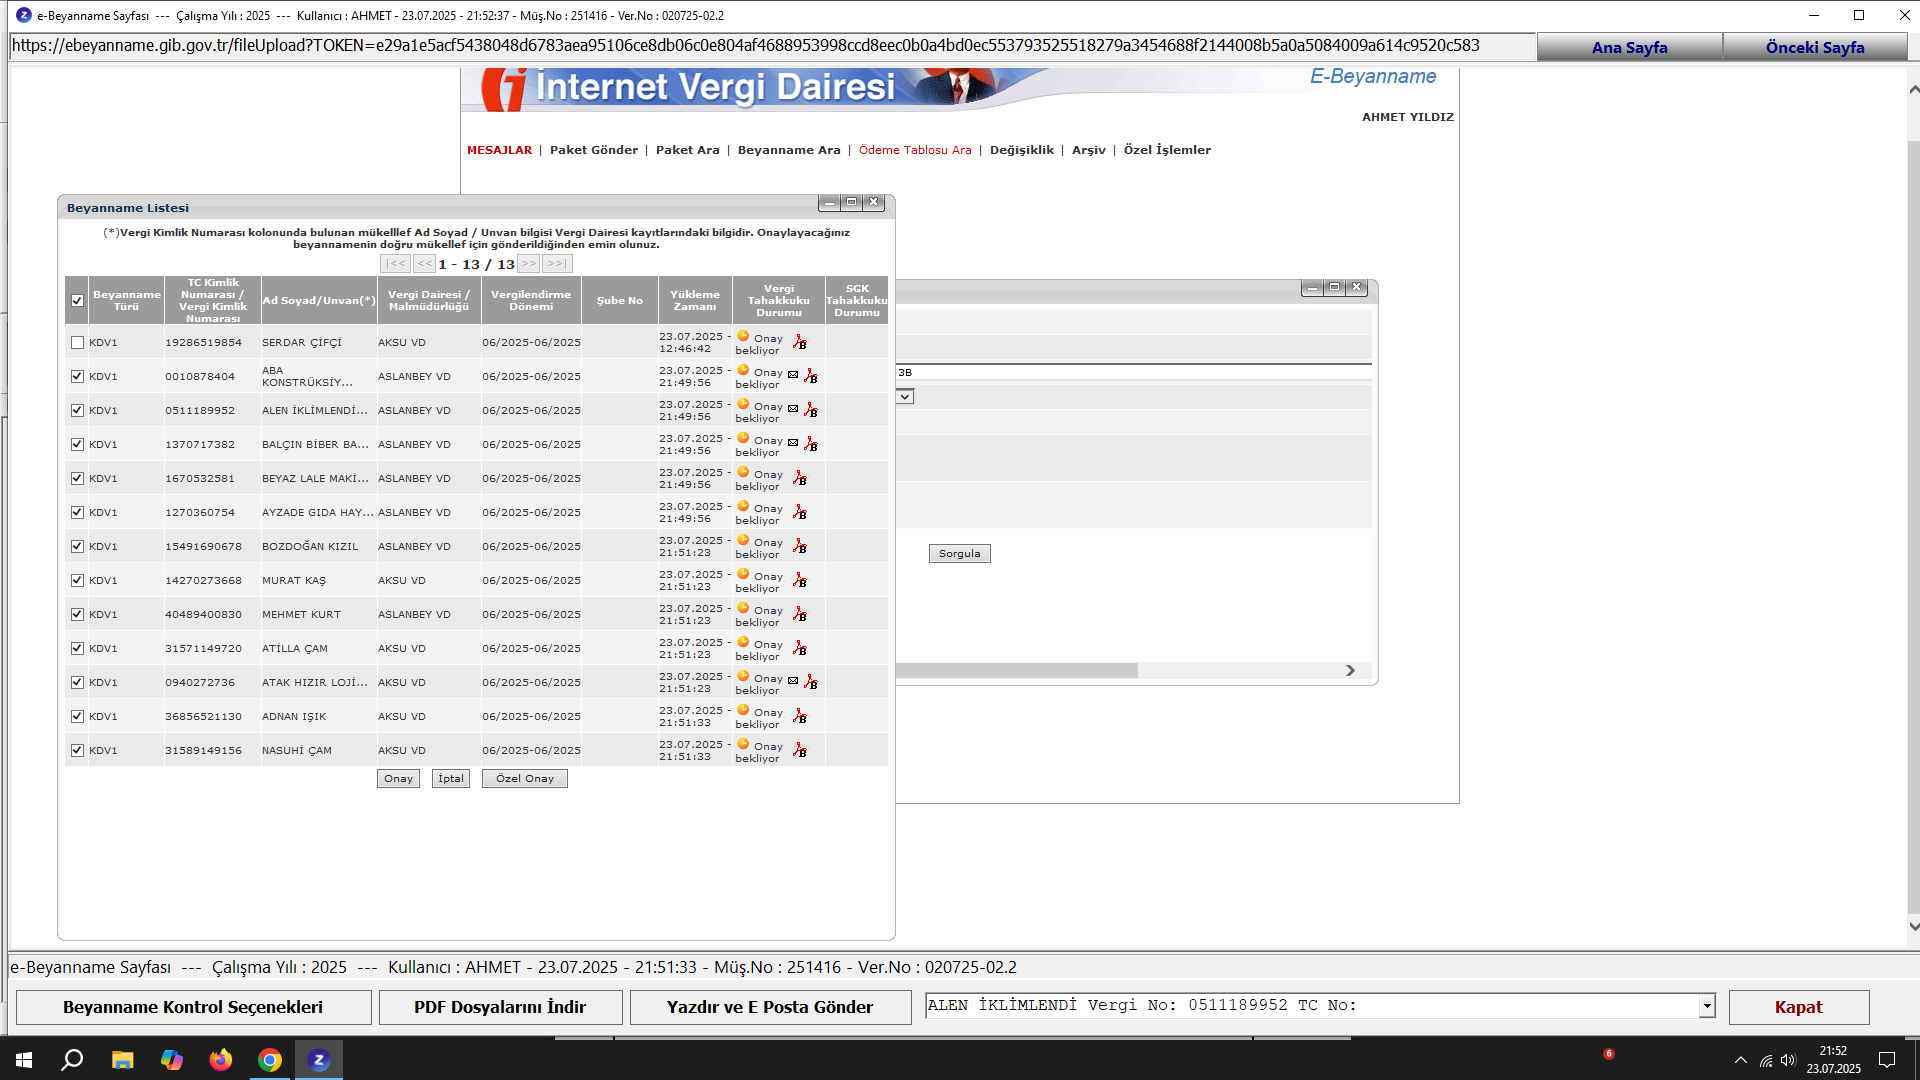 e-Beyanname Sayfası --- Çalışma Yılı : 2025 --- Kullanıcı : AHMET - 23.07.2025 - 21:52:37 - Müş.No : 251416 - Ver.No : 020725-02.2
https://ebeyanname.gib.gov.tr/fileUpload?TOKEN=e29a1e5acf5438048d6783aea95106ce8db06c0e804af4688953998ccd8eec0b0a4bd0ec553793525518279a3454688f2144008b5a0a5084009a614c9520c583
Ana Sayfa
Önceki Sayfa
İnternet Vergi Dairesi
E-Beyanname
AHMET YILDIZ
MESAJLAR | Paket Gönder | Paket Ara | Beyanname Ara | Ödeme Tablosu Ara | Değişiklik | Arşiv | Özel İşlemler
Beyanname Listesi
(*)Vergi Kimlik Numarası kolonunda bulunan mükelllef Ad Soyad / Unvan bilgisi Vergi Dairesi kayıtlarındaki bilgidir. Onaylayacağınız
beyannamenin doğru mükellef için gönderildiğinden emin olunuz.
|<< << 1 - 13 / 13 >> >>|
Beyanname Türü TC Kimlik Numarası / Vergi Kimlik Numarası Ad Soyad/Unvan(*) Vergi Dairesi / Malmüdürlüğü Vergilendirme Dönemi Şube No Yükleme Zamanı Vergi Tahakkuku Durumu SGK Tahakkuku Durumu
KDV1 19286519854 SERDAR ÇİFÇİ AKSU VD 06/2025-06/2025 23.07.2025 - 12:46:42 Onay bekliyor
KDV1 0010878404 ABA KONSTRÜKSİY... ASLANBEY VD 06/2025-06/2025 23.07.2025 - 21:49:56 Onay bekliyor
KDV1 0511189952 ALEN İKLİMLENDİ... ASLANBEY VD 06/2025-06/2025 23.07.2025 - 21:49:56 Onay bekliyor
KDV1 1370717382 BALÇIN BİBER BA... ASLANBEY VD 06/2025-06/2025 23.07.2025 - 21:49:56 Onay bekliyor
KDV1 1670532581 BEYAZ LALE MAKİ... ASLANBEY VD 06/2025-06/2025 23.07.2025 - 21:49:56 Onay bekliyor
KDV1 1270360754 AYZADE GIDA HAY... ASLANBEY VD 06/2025-06/2025 23.07.2025 - 21:49:56 Onay bekliyor
KDV1 15491690678 BOZDOĞAN KIZIL ASLANBEY VD 06/2025-06/2025 23.07.2025 - 21:51:23 Onay bekliyor
KDV1 14270273668 MURAT KAŞ AKSU VD 06/2025-06/2025 23.07.2025 - 21:51:23 Onay bekliyor
KDV1 40489400830 MEHMET KURT ASLANBEY VD 06/2025-06/2025 23.07.2025 - 21:51:23 Onay bekliyor
KDV1 31571149720 ATİLLA ÇAM AKSU VD 06/2025-06/2025 23.07.2025 - 21:51:23 Onay bekliyor
KDV1 0940272736 ATAK HIZIR LOJİ... AKSU VD 06/2025-06/2025 23.07.2025 - 21:51:23 Onay bekliyor
KDV1 36856521130 ADNAN IŞIK AKSU VD 06/2025-06/2025 23.07.2025 - 21:51:33 Onay bekliyor
KDV1 31589149156 NASUHİ ÇAM AKSU VD 06/2025-06/2025 23.07.2025 - 21:51:33 Onay bekliyor
Onay İptal Özel Onay
3B
Sorgula
e-Beyanname Sayfası --- Çalışma Yılı : 2025 --- Kullanıcı : AHMET - 23.07.2025 - 21:51:33 - Müş.No : 251416 - Ver.No : 020725-02.2
Beyanname Kontrol Seçenekleri
PDF Dosyalarını İndir
Yazdır ve E Posta Gönder
ALEN İKLİMLENDİ Vergi No: 0511189952 TC No:
Kapat
6
21:52
23.07.2025